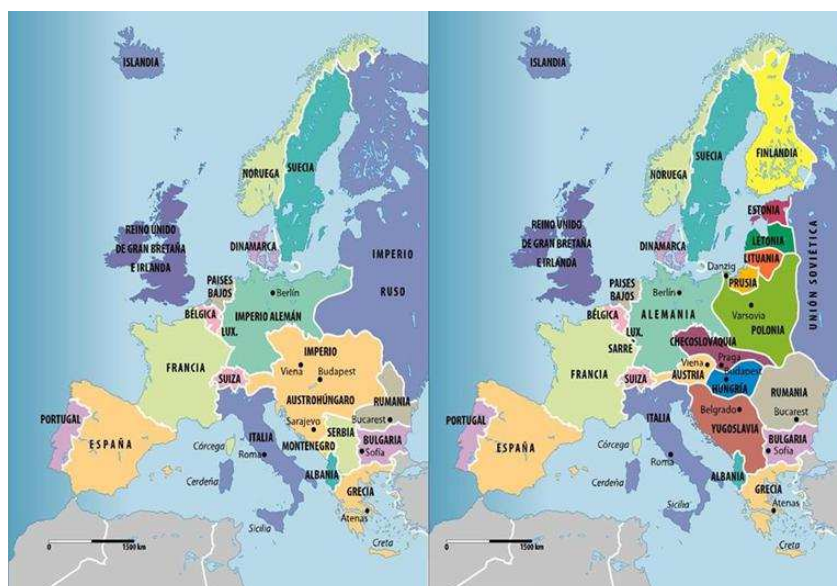 ISLANDIA
NORUEGA
SUECIA
REINO UNIDO
DE GRAN BRETAÑA
E IRLANDA
DINAMARCA
IMPERIO
RUSO
PAISES
BAJOS
Berlín
BÉLGICA
IMPERIO ALEMÁN
LUX.
FRANCIA
IMPERIO
Viena
Budapest
SUIZA
AUSTROHÚNGARO
RUMANIA
PORTUGAL
ESPAÑA
Sarajevo
SERBIA
Bucarest
Córcega
ITALIA
MONTENEGRO
BULGARIA
Sofía
Roma
Cerdeña
ALBANIA
GRECIA
Atenas
Sicilia
Creta
0
1500 km
ISLANDIA
FINLANDIA
SUECIA
NORUEGA
ESTONIA
REINO UNIDO
DE GRAN BRETAÑA
E IRLANDA
LETONIA
DINAMARCA
LITUANIA
UNIÓN SOVIÉTICA
Danzig
PRUSIA
PAISES
BAJOS
Berlín
BÉLGICA
ALEMANIA
Varsovia
POLONIA
LUX.
SARRE
CHECOSLOVAQUIA
Praga
FRANCIA
Viena
Budapest
SUIZA
AUSTRIA
HUNGRÍA
RUMANIA
Belgrado
Bucarest
PORTUGAL
ESPAÑA
ITALIA
YUGOSLAVIA
Córcega
BULGARIA
Sofía
Roma
Cerdeña
ALBANIA
GRECIA
Atenas
Sicilia
Creta
0
1500 km